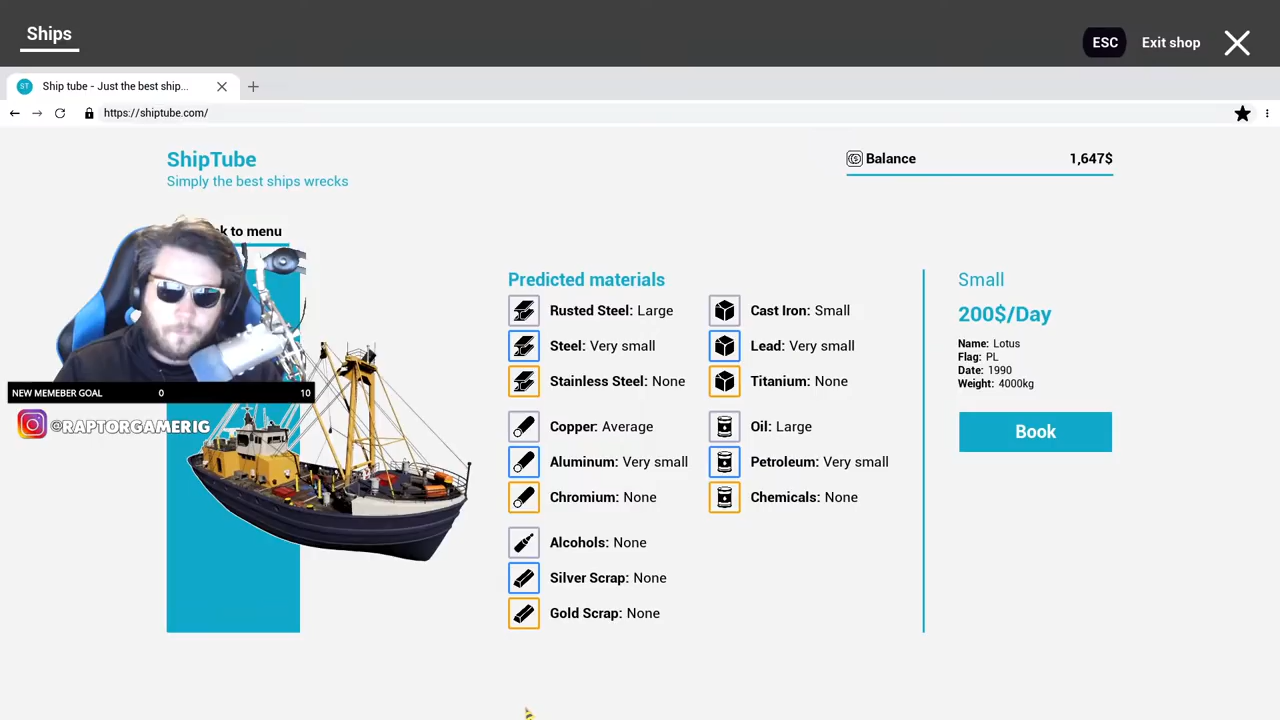 Ships
ESC Exit shop
ST Ship tube - Just the best ship...
https://shiptube.com/
ShipTube
Simply the best ships wrecks
Balance 1,647$
to menu
Predicted materials
Rusted Steel: Large
Steel: Very small
Stainless Steel: None
Copper: Average
Aluminum: Very small
Chromium: None
Alcohols: None
Silver Scrap: None
Gold Scrap: None
Cast Iron: Small
Lead: Very small
Titanium: None
Oil: Large
Petroleum: Very small
Chemicals: None
Small
200$/Day
Name: Lotus
Flag: PL
Date: 1990
Weight: 4000kg
Book
NEW MEMEBER GOAL 0 10
@RAPTORGAMERIG